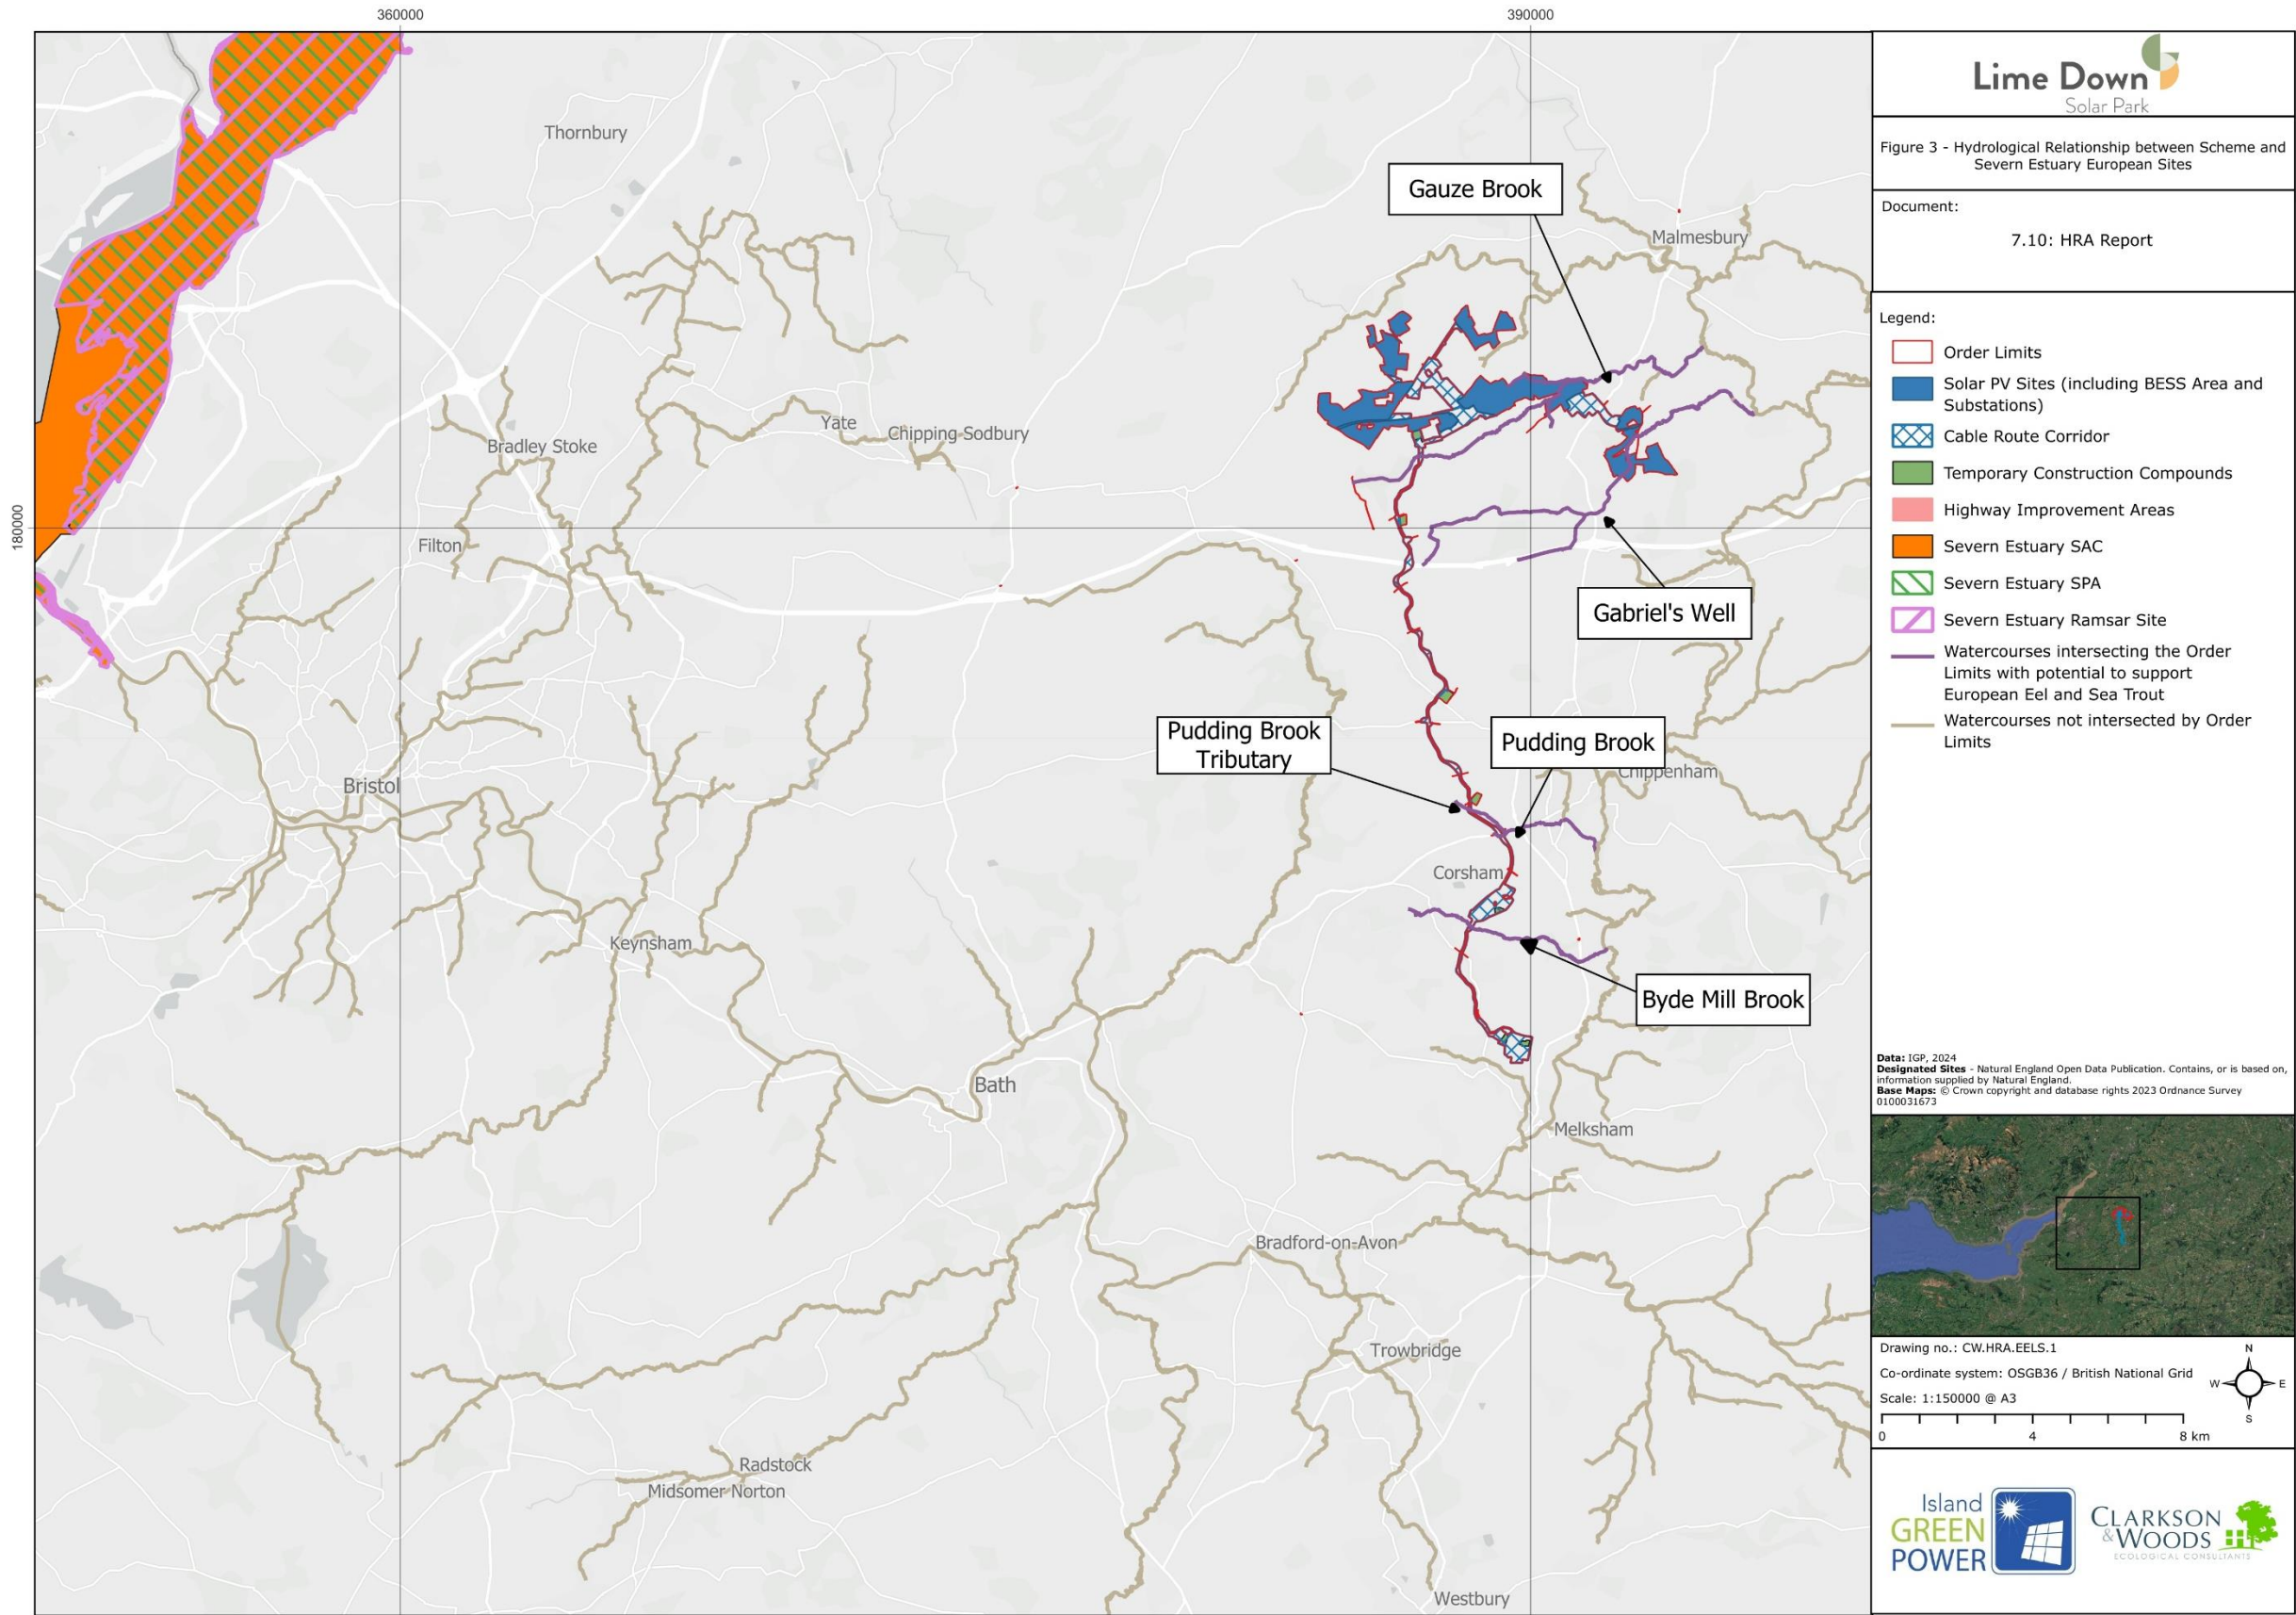 360000
390000
180000
Thornbury
Malmesbury
Yate
Chipping Sodbury
Bradley Stoke
Filton
Bristol
Chippenham
Corsham
Keynsham
Bath
Melksham
Bradford-on-Avon
Trowbridge
Radstock
Midsomer Norton
Westbury
Gauze Brook
Gabriel's Well
Pudding Brook
Tributary
Pudding Brook
Byde Mill Brook
Lime Down
Solar Park
Figure 3 - Hydrological Relationship between Scheme and
Severn Estuary European Sites
Document:
7.10: HRA Report
Legend:
Order Limits
Solar PV Sites (including BESS Area and
Substations)
Cable Route Corridor
Temporary Construction Compounds
Highway Improvement Areas
Severn Estuary SAC
Severn Estuary SPA
Severn Estuary Ramsar Site
Watercourses intersecting the Order
Limits with potential to support
European Eel and Sea Trout
Watercourses not intersected by Order
Limits
Data: IGP, 2024
Designated Sites - Natural England Open Data Publication. Contains, or is based on,
information supplied by Natural England.
Base Maps: © Crown copyright and database rights 2023 Ordnance Survey
0100031673
Drawing no.: CW.HRA.EELS.1
Co-ordinate system: OSGB36 / British National Grid
Scale: 1:150000 @ A3
0 4 8 km
N
W E
S
Island
GREEN
POWER
CLARKSON
&WOODS
ECOLOGICAL CONSULTANTS